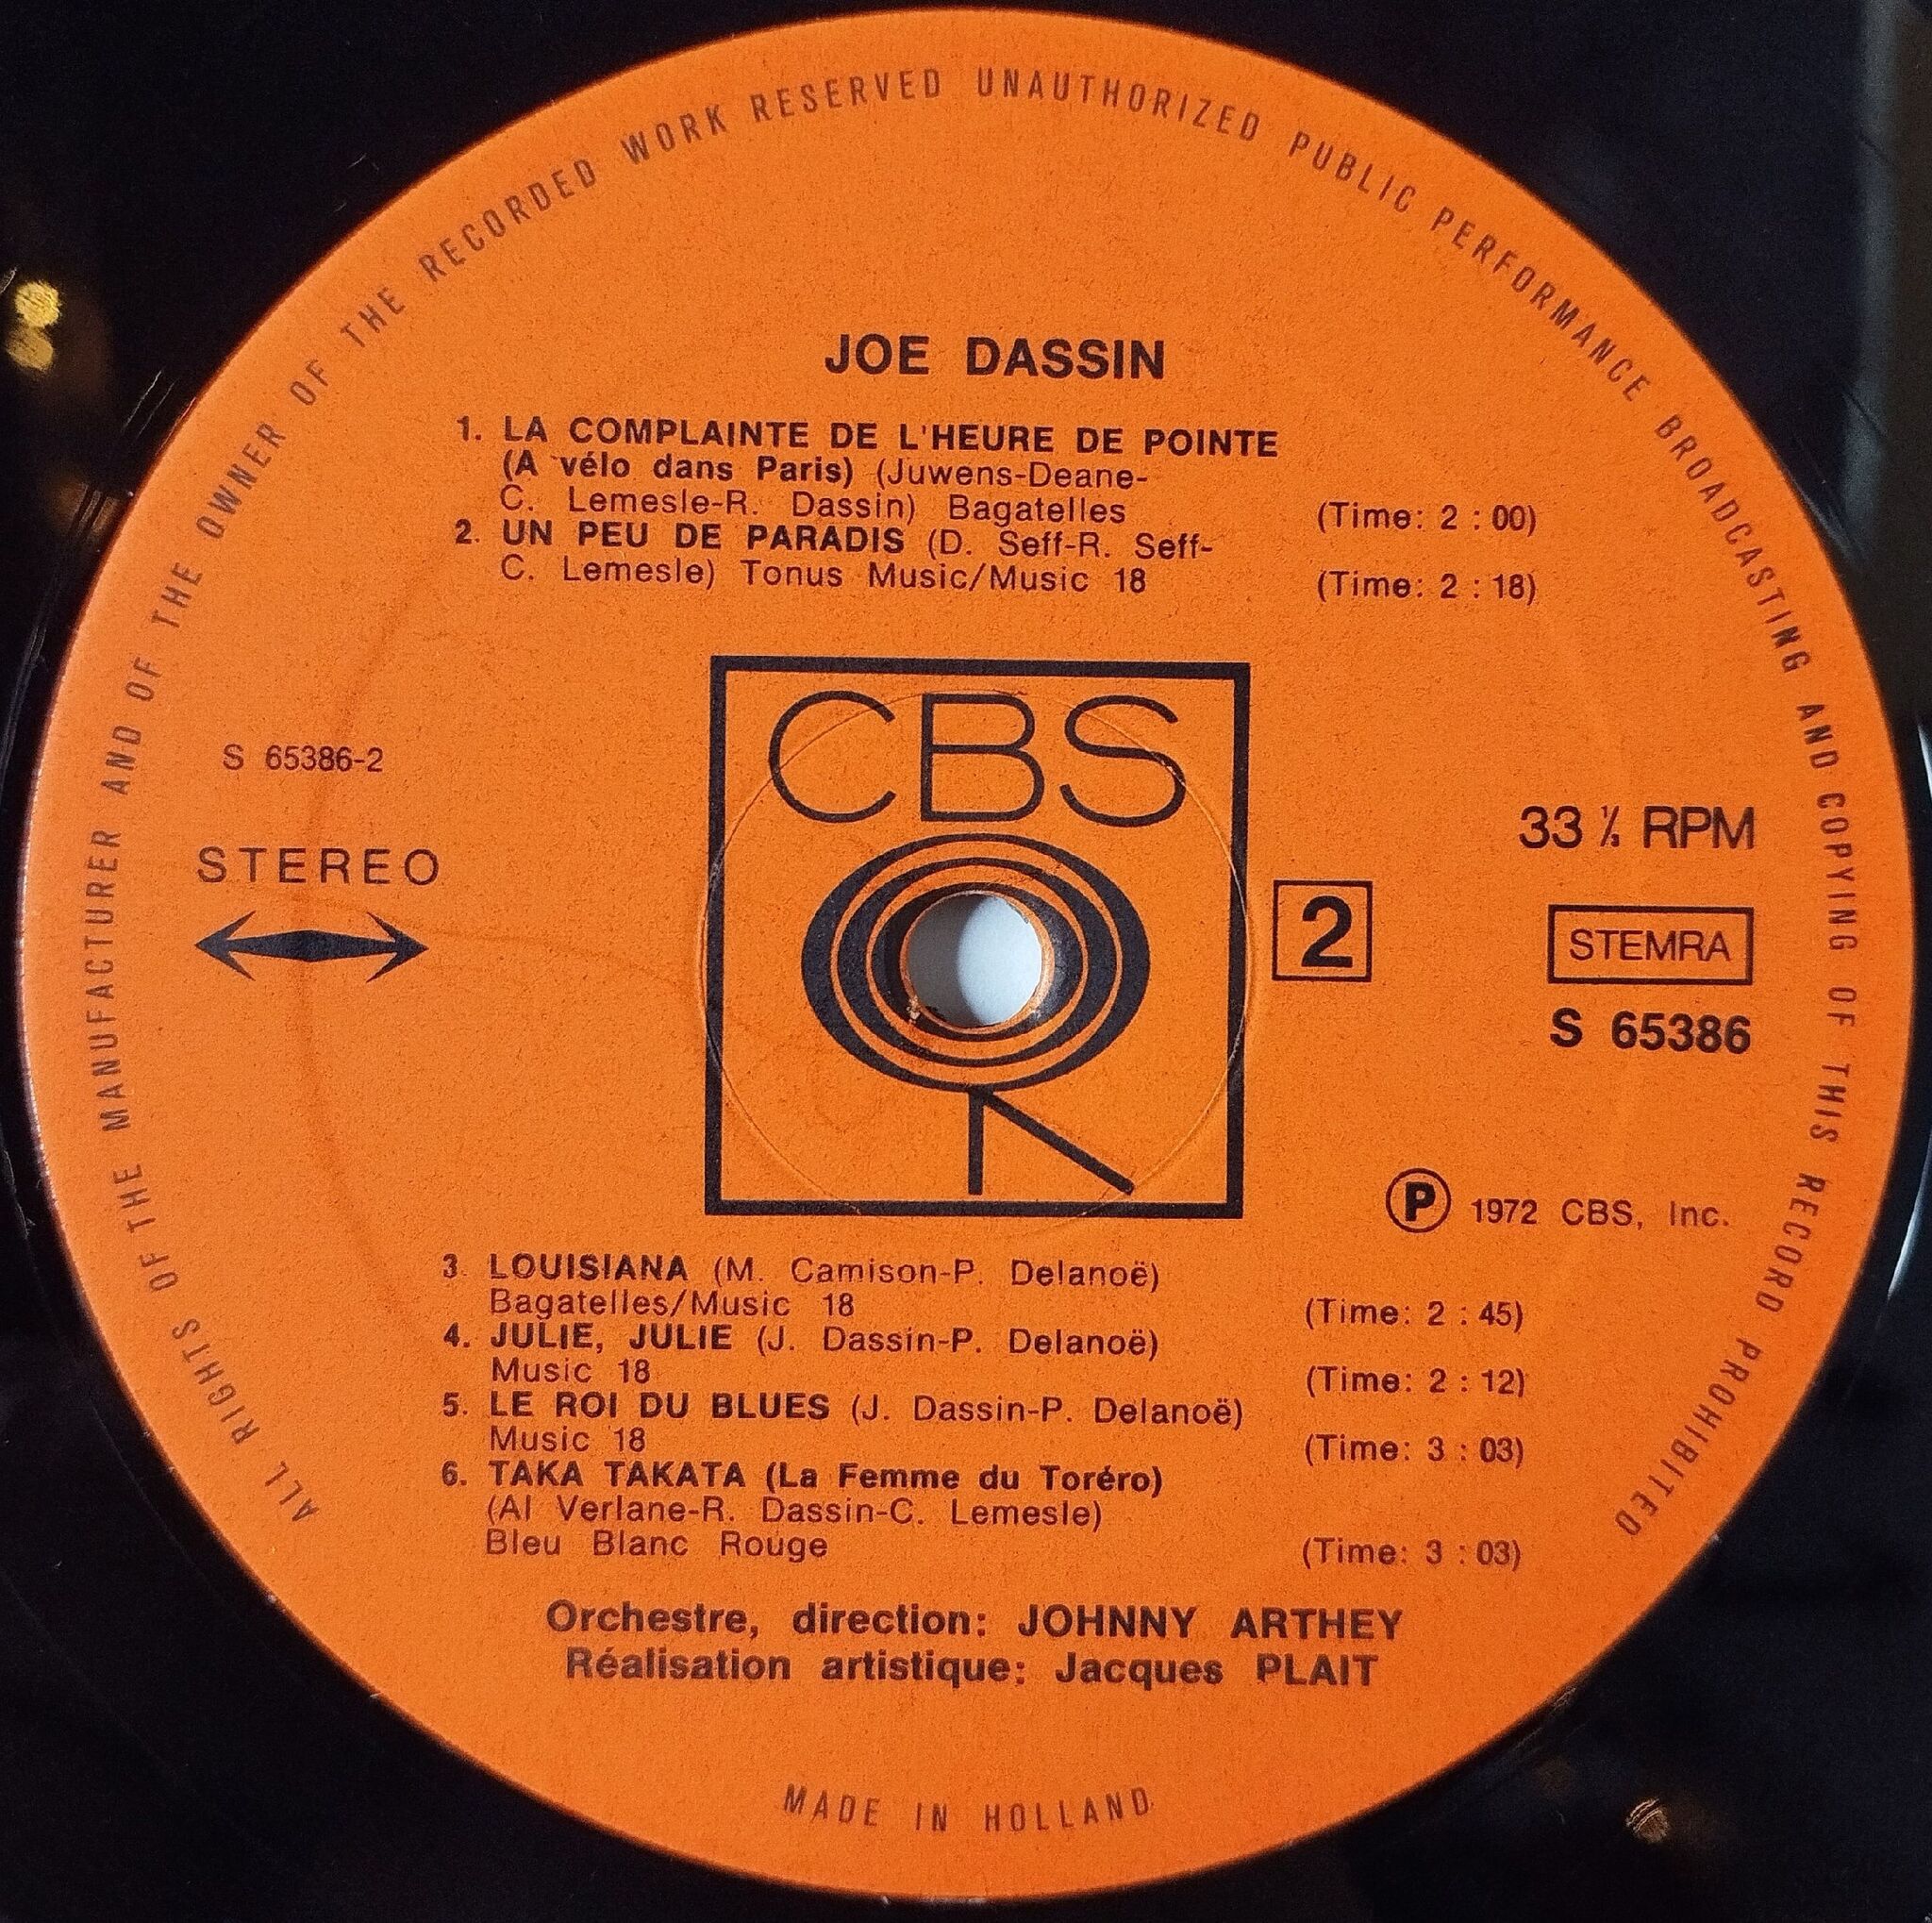 ALL RIGHTS OF THE MANUFACTURER AND OF THE OWNER OF THE RECORDED WORK RESERVED UNAUTHORIZED PUBLIC PERFORMANCE BROADCASTING AND COPYING OF THIS RECORD PROHIBITED
JOE DASSIN
1. LA COMPLAINTE DE L'HEURE DE POINTE
(A vélo dans Paris) (Juwens-Deane-
C. Lemesle-R. Dassin) Bagatelles (Time: 2 : 00)
2. UN PEU DE PARADIS (D. Seff-R. Seff-
C. Lemesle) Tonus Music/Music 18 (Time: 2 : 18)
CBS
S 65386-2
STEREO
2
33 ⅓ RPM
STEMRA
S 65386
Ⓟ 1972 CBS, Inc.
3. LOUISIANA (M. Camison-P. Delanoë)
Bagatelles/Music 18 (Time: 2 : 45)
4. JULIE, JULIE (J. Dassin-P. Delanoë)
Music 18 (Time: 2 : 12)
5. LE ROI DU BLUES (J. Dassin-P. Delanoë)
Music 18 (Time: 3 : 03)
6. TAKA TAKATA (La Femme du Toréro)
(Al Verlane-R. Dassin-C. Lemesle)
Bleu Blanc Rouge (Time: 3 : 03)
Orchestre, direction: JOHNNY ARTHEY
Réalisation artistique: Jacques PLAIT
MADE IN HOLLAND